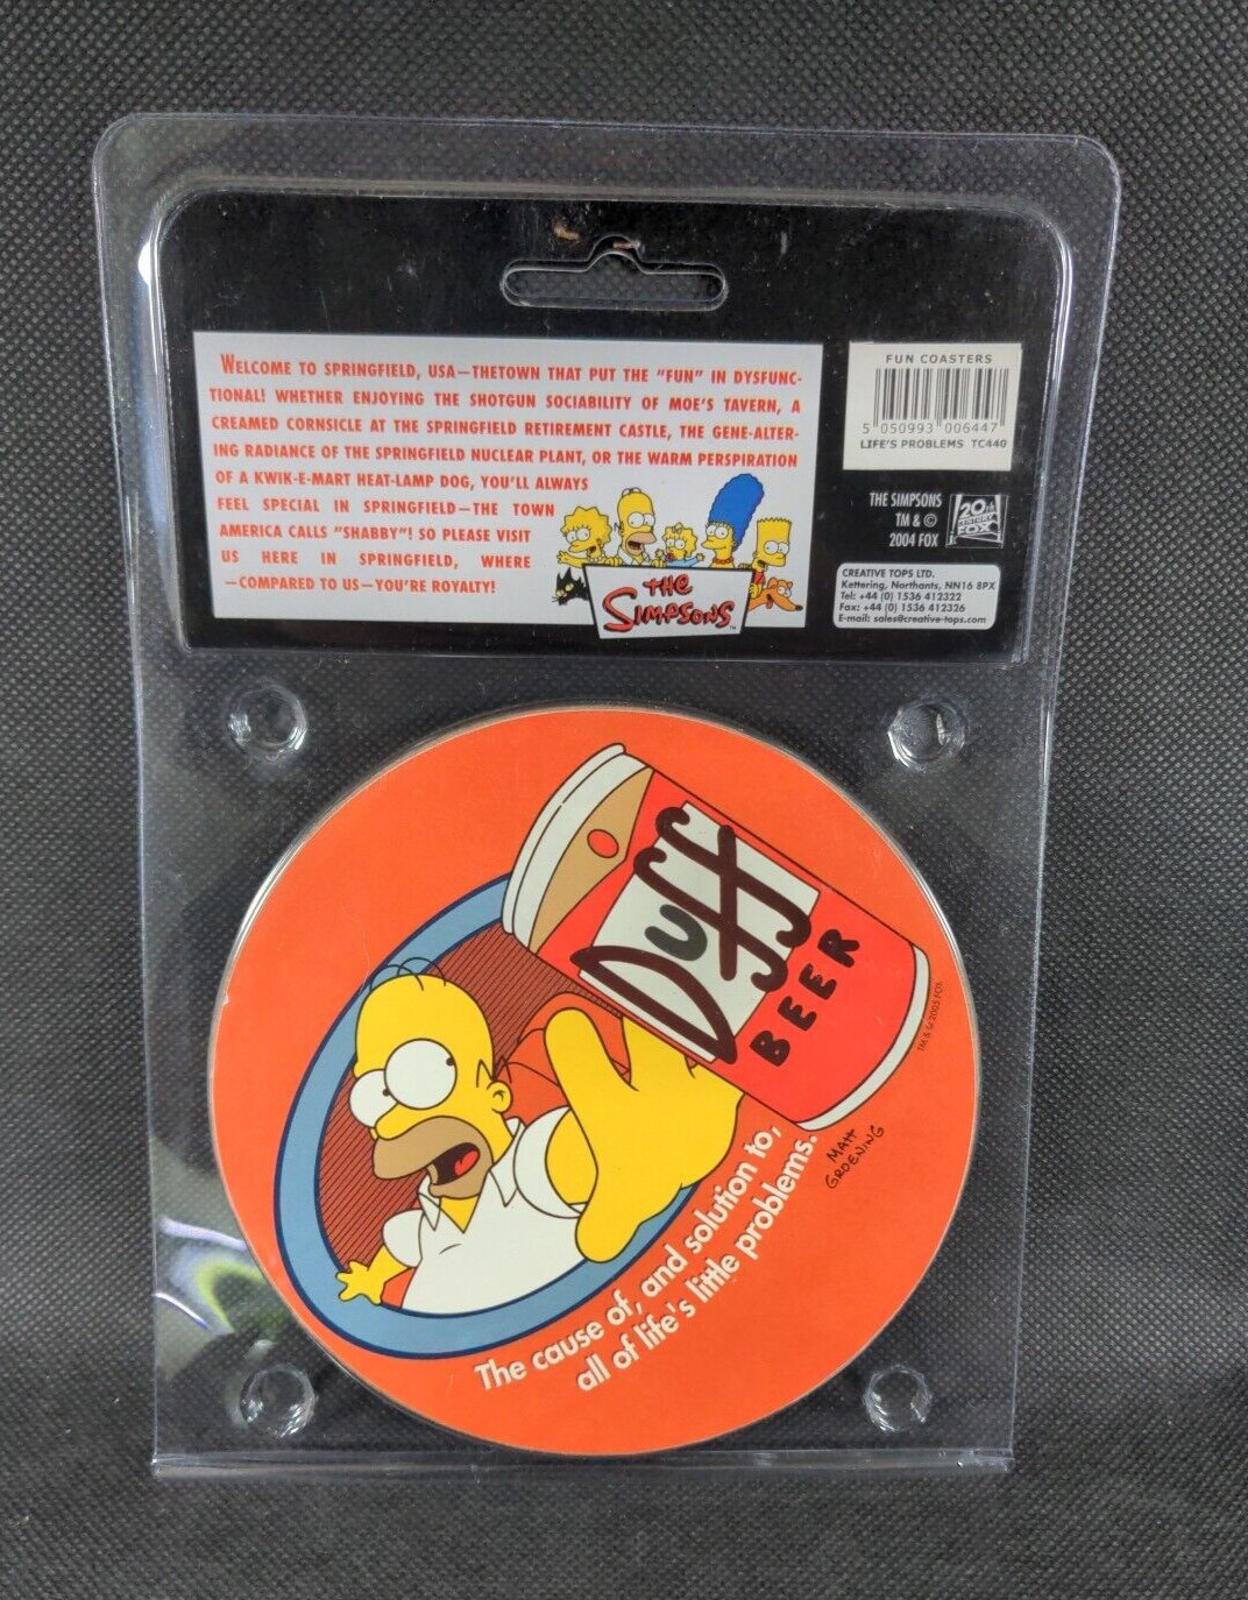 WELCOME TO SPRINGFIELD, USA—THETOWN THAT PUT THE "FUN" IN DYSFUNC-
TIONAL! WHETHER ENJOYING THE SHOTGUN SOCIABILITY OF MOE'S TAVERN, A
CREAMED CORNSICLE AT THE SPRINGFIELD RETIREMENT CASTLE, THE GENE-ALTER-
ING RADIANCE OF THE SPRINGFIELD NUCLEAR PLANT, OR THE WARM PERSPIRATION
OF A KWIK-E-MART HEAT-LAMP DOG, YOU'LL ALWAYS
FEEL SPECIAL IN SPRINGFIELD—THE TOWN
AMERICA CALLS "SHABBY"! SO PLEASE VISIT
US HERE IN SPRINGFIELD, WHERE
—COMPARED TO US—YOU'RE ROYALTY!
THE
SIMPSONS
TM
FUN COASTERS
5 050993 006447
LIFE'S PROBLEMS TC440
THE SIMPSONS
TM & ©
2004 FOX
20th
CENTURY
FOX
CREATIVE TOPS LTD.
Kettering, Northants, NN16 8PX
Tel: +44 (0) 1536 412322
Fax: +44 (0) 1536 412326
E-mail: sales@creative-tops.com
Duff
BEER
TM & © 2005 FOX
MATT
GROENING
The cause of, and solution to,
all of life's little problems.